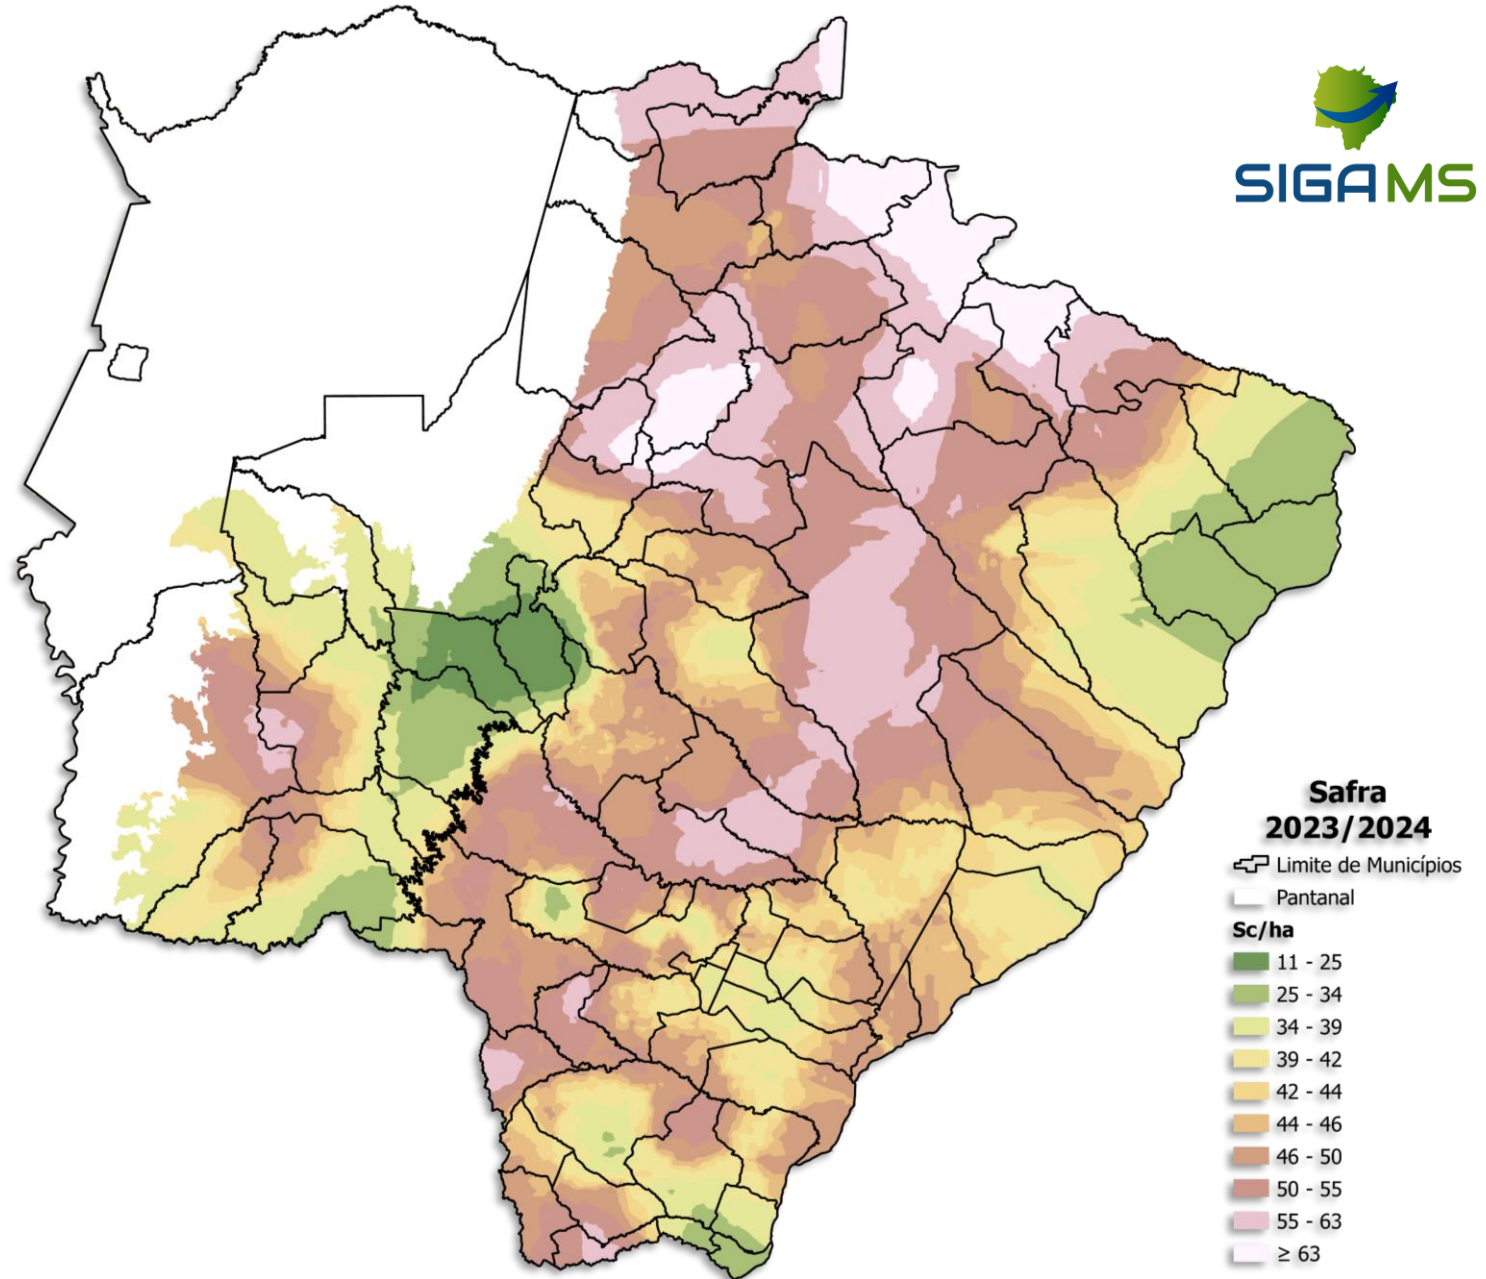 SIGAMS
Safra
2023/2024
Limite de Municípios
Pantanal
Sc/ha
11 - 25
25 - 34
34 - 39
39 - 42
42 - 44
44 - 46
46 - 50
50 - 55
55 - 63
≥ 63